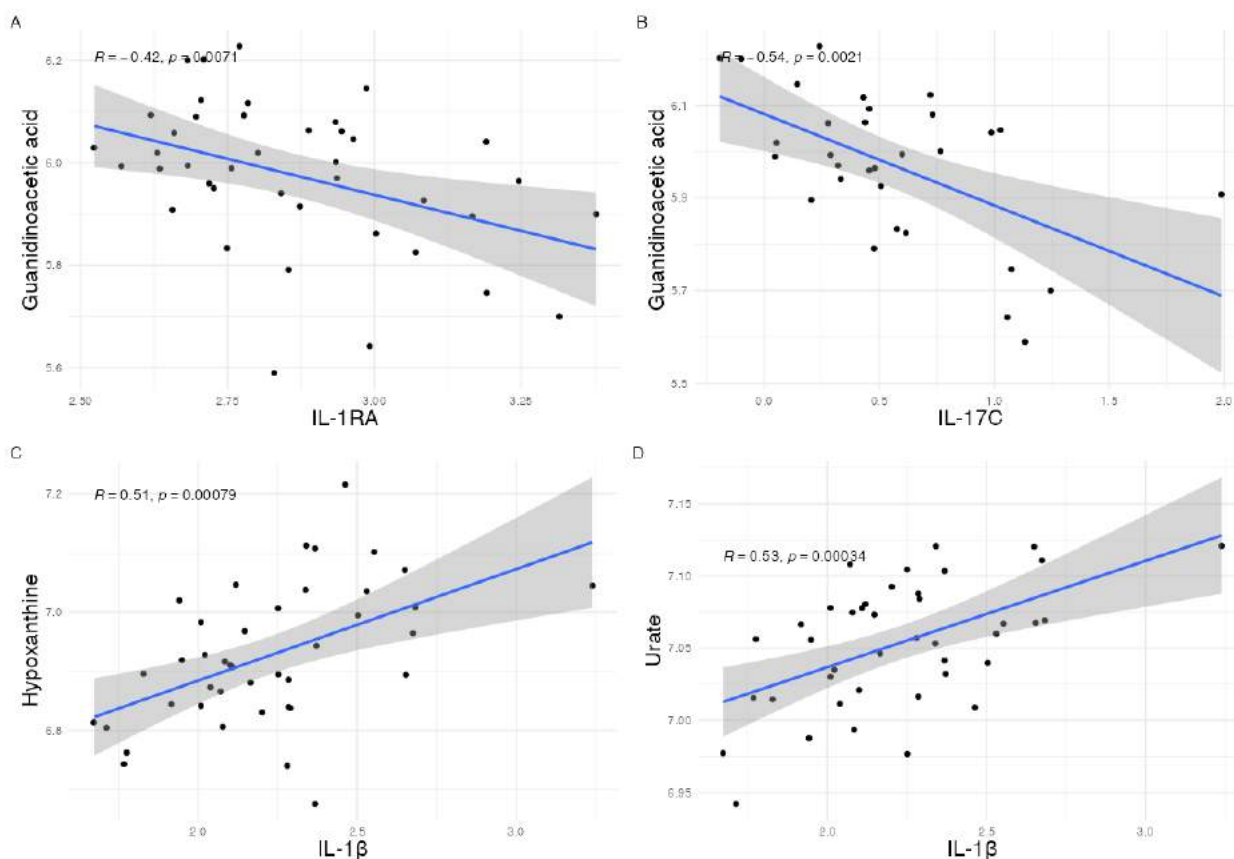 A
R = −0.42, p = 0.0071
6.2
6.0
5.8
5.6
Guanidinoacetic acid
2.50 2.75 3.00 3.25
IL-1RA
B
R = −0.54, p = 0.0021
6.1
5.9
5.7
5.5
Guanidinoacetic acid
0.0 0.5 1.0 1.5 2.0
IL-17C
C
R = 0.51, p = 0.00079
7.2
7.0
6.8
Hypoxanthine
2.0 2.5 3.0
IL-1β
D
R = 0.53, p = 0.00034
7.15
7.10
7.05
7.00
6.95
Urate
2.0 2.5 3.0
IL-1β